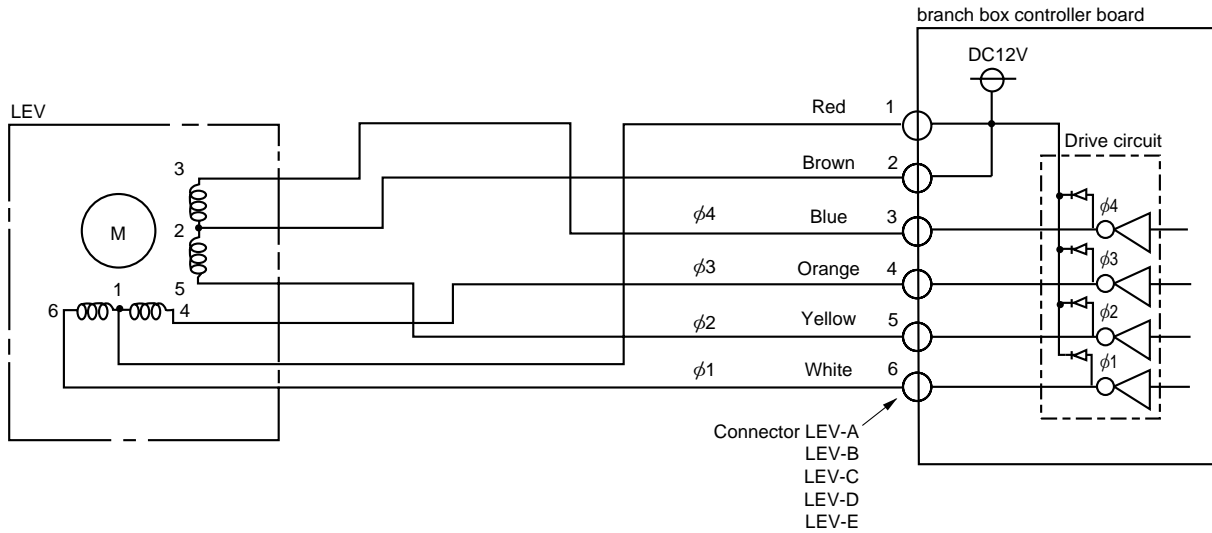 branch box controller board
DC12V
LEV
Red 1
Drive circuit
3
Brown 2
φ4 Blue 3
φ4
2
M
φ3 Orange 4
φ3
5
1
6 4
φ2 Yellow 5
φ2
φ1 White 6
φ1
Connector LEV-A
LEV-B
LEV-C
LEV-D
LEV-E